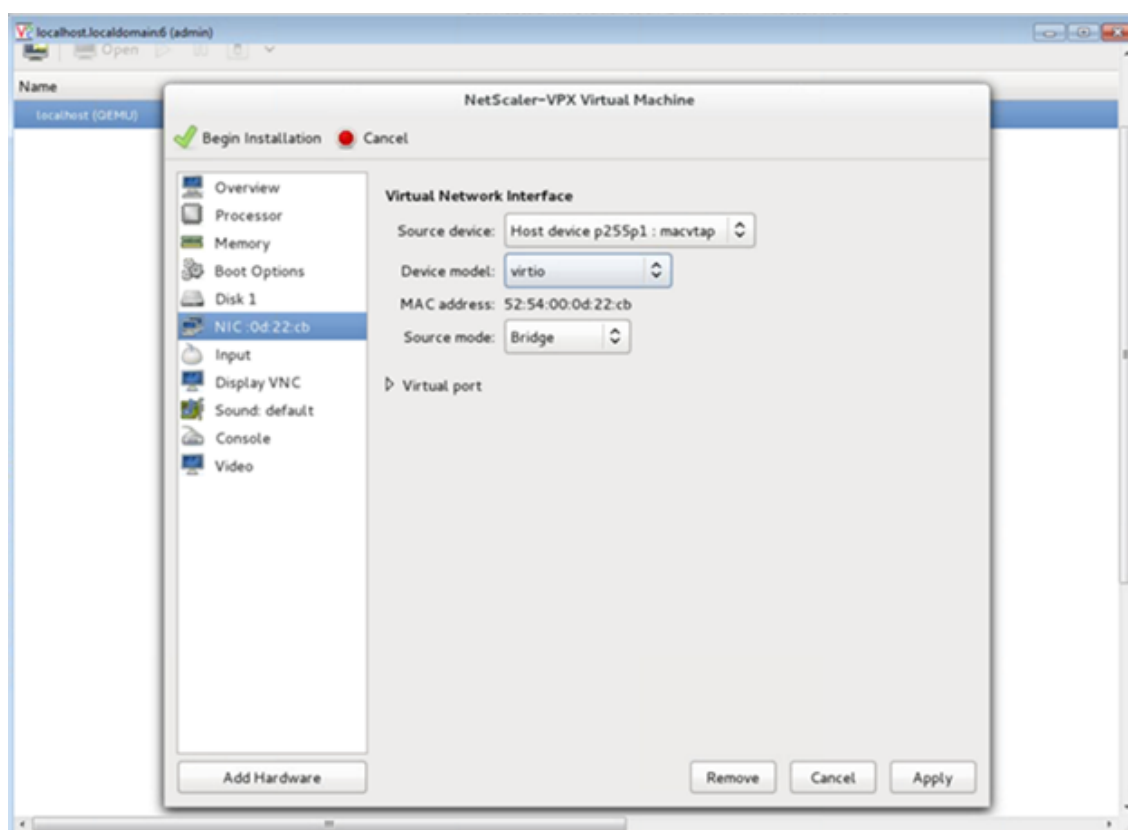 localhost.localdomain:6 (admin)
Open
Name
localhost (QEMU)
NetScaler-VPX Virtual Machine
Begin Installation Cancel
Overview
Processor
Memory
Boot Options
Disk 1
NIC :0d:22:cb
Input
Display VNC
Sound: default
Console
Video
Virtual Network Interface
Source device: Host device p255p1 : macvtap
Device model: virtio
MAC address: 52:54:00:0d:22:cb
Source mode: Bridge
Virtual port
Add Hardware
Remove Cancel Apply